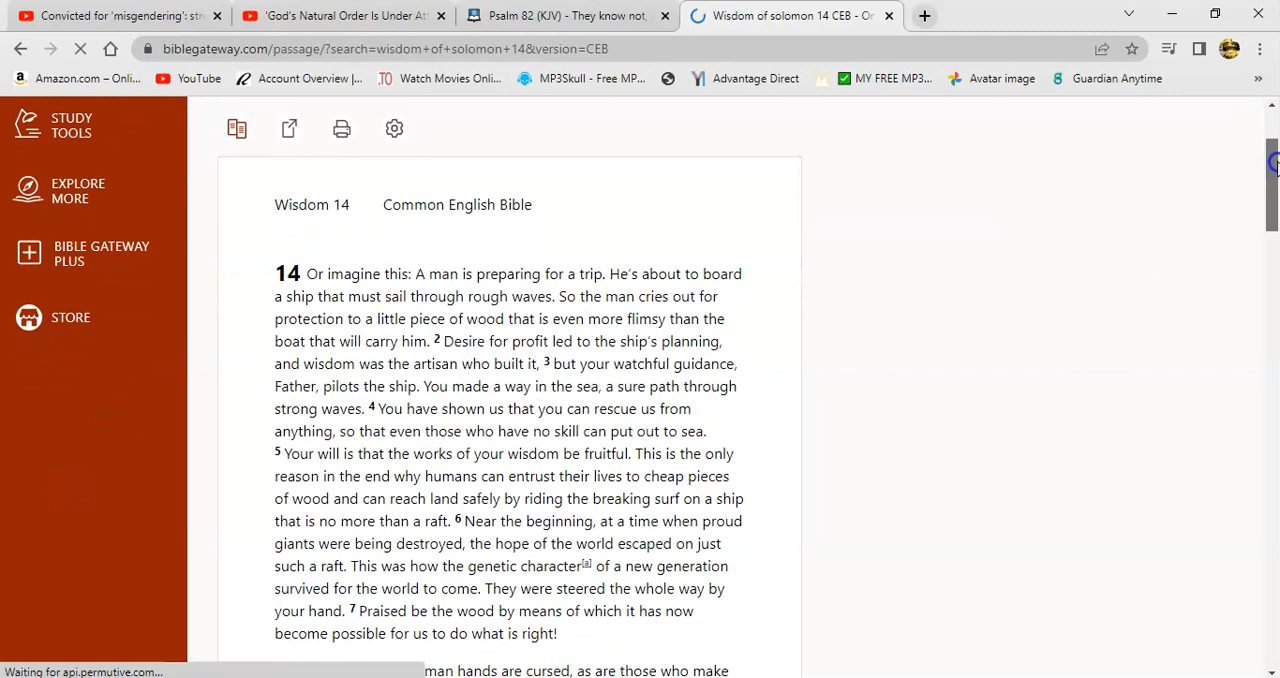 Convicted for 'misgendering': str
'God's Natural Order Is Under Att
Psalm 82 (KJV) - They know not,
Wisdom of solomon 14 CEB - Or
biblegateway.com/passage/?search=wisdom+of+solomon+14&version=CEB
Amazon.com – Onli...
YouTube
Account Overview |...
Watch Movies Onlin...
MP3Skull - Free MP...
Advantage Direct
MY FREE MP3...
Avatar image
Guardian Anytime
»
STUDY
TOOLS
EXPLORE
MORE
BIBLE GATEWAY
PLUS
STORE
Wisdom 14 Common English Bible
14 Or imagine this: A man is preparing for a trip. He's about to board
a ship that must sail through rough waves. So the man cries out for
protection to a little piece of wood that is even more flimsy than the
boat that will carry him. 2 Desire for profit led to the ship's planning,
and wisdom was the artisan who built it, 3 but your watchful guidance,
Father, pilots the ship. You made a way in the sea, a sure path through
strong waves. 4 You have shown us that you can rescue us from
anything, so that even those who have no skill can put out to sea.
5 Your will is that the works of your wisdom be fruitful. This is the only
reason in the end why humans can entrust their lives to cheap pieces
of wood and can reach land safely by riding the breaking surf on a ship
that is no more than a raft. 6 Near the beginning, at a time when proud
giants were being destroyed, the hope of the world escaped on just
such a raft. This was how the genetic character[a] of a new generation
survived for the world to come. They were steered the whole way by
your hand. 7 Praised be the wood by means of which it has now
become possible for us to do what is right!
man hands are cursed, as are those who make
Waiting for api.permutive.com...